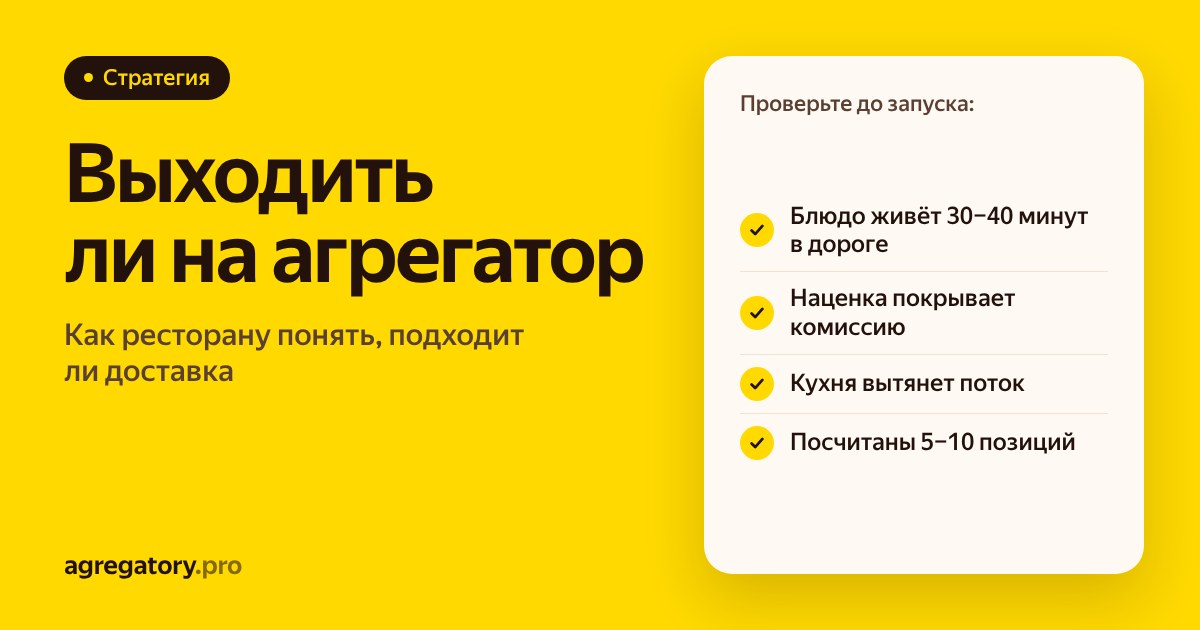 Стратегия
Выходить
ли на агрегатор
Как ресторану понять, подходит
ли доставка
agregatory.pro
Проверьте до запуска:
Блюдо живёт 30–40 минут
в дороге
Наценка покрывает
комиссию
Кухня вытянет поток
Посчитаны 5–10 позиций